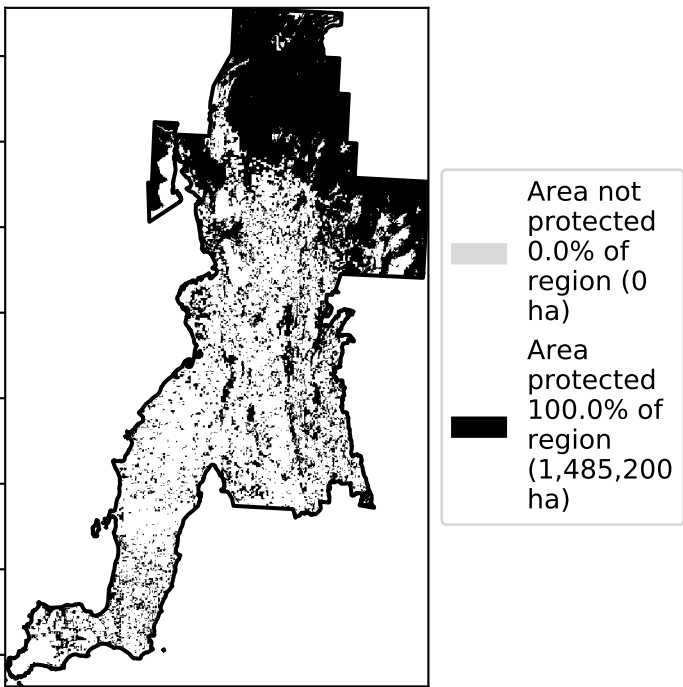 Area not
protected
0.0% of
region (0
ha)
Area
protected
100.0% of
region
(1,485,200
ha)